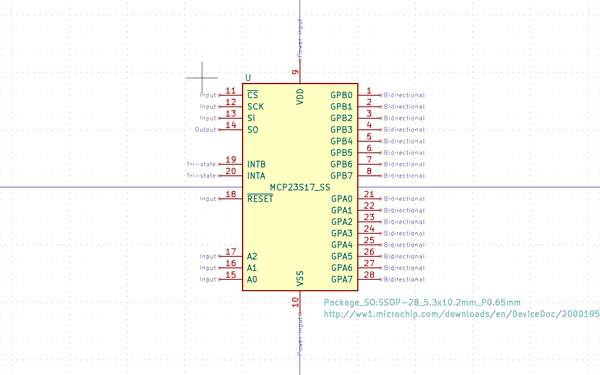 Power input
9
U
VDD
Input 11 CS GPB0 1 Bidirectional
Input 12 SCK GPB1 2 Bidirectional
Input 13 SI GPB2 3 Bidirectional
Output 14 SO GPB3 4 Bidirectional
GPB4 5 Bidirectional
GPB5 6 Bidirectional
Tri-state 19 INTB GPB6 7 Bidirectional
Tri-state 20 INTA GPB7 8 Bidirectional
MCP23S17_SS
Input 18 RESET GPA0 21 Bidirectional
GPA1 22 Bidirectional
GPA2 23 Bidirectional
GPA3 24 Bidirectional
GPA4 25 Bidirectional
Input 17 A2 GPA5 26 Bidirectional
Input 16 A1 GPA6 27 Bidirectional
Input 15 A0 GPA7 28 Bidirectional
VSS
10
Power input
Package_SO:SSOP-28_5.3x10.2mm_P0.65mm
http://ww1.microchip.com/downloads/en/DeviceDoc/2000195